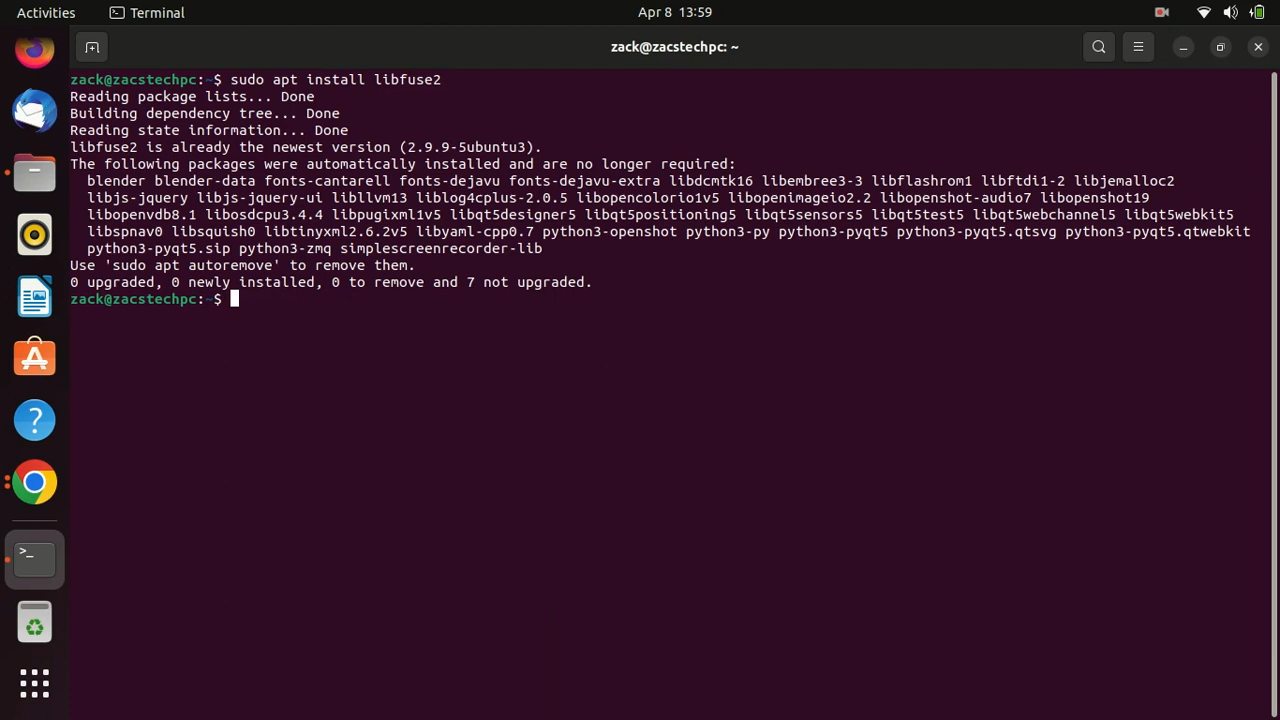 Activities Terminal Apr 8 13:59
zack@zacstechpc: ~
zack@zacstechpc:~$ sudo apt install libfuse2
Reading package lists... Done
Building dependency tree... Done
Reading state information... Done
libfuse2 is already the newest version (2.9.9-5ubuntu3).
The following packages were automatically installed and are no longer required:
blender blender-data fonts-cantarell fonts-dejavu fonts-dejavu-extra libdcmtk16 libembree3-3 libflashrom1 libftdi1-2 libjemalloc2
libjs-jquery libjs-jquery-ui libllvm13 liblog4cplus-2.0.5 libopencolorio1v5 libopenimageio2.2 libopenshot-audio7 libopenshot19
libopenvdb8.1 libosdcpu3.4.4 libpugixml1v5 libqt5designer5 libqt5positioning5 libqt5sensors5 libqt5test5 libqt5webchannel5 libqt5webkit5
libspnav0 libsquish0 libtinyxml2.6.2v5 libyaml-cpp0.7 python3-openshot python3-py python3-pyqt5 python3-pyqt5.qtsvg python3-pyqt5.qtwebkit
python3-pyqt5.sip python3-zmq simplescreenrecorder-lib
Use 'sudo apt autoremove' to remove them.
0 upgraded, 0 newly installed, 0 to remove and 7 not upgraded.
zack@zacstechpc:~$